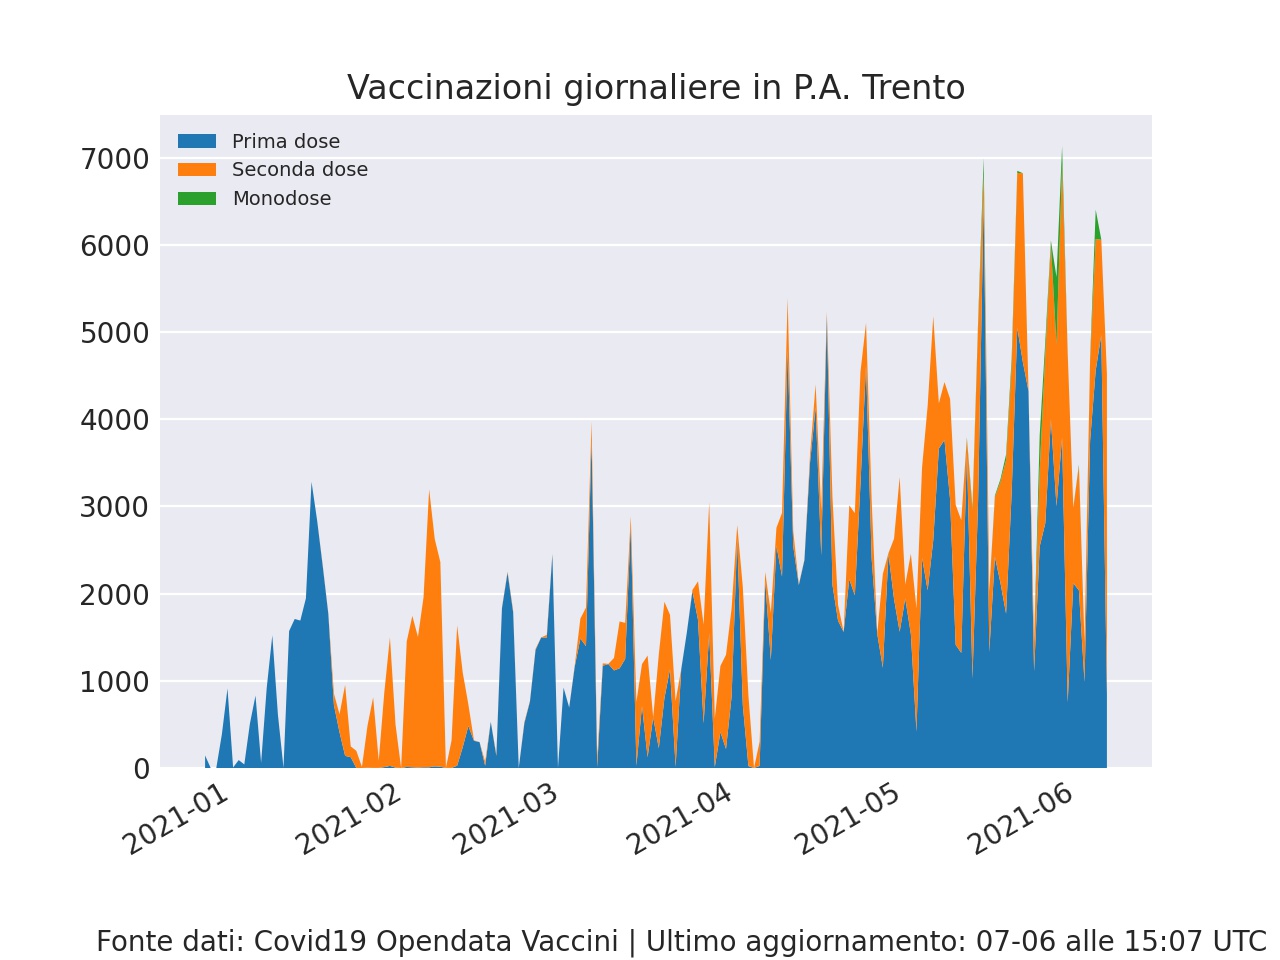 Vaccinazioni giornaliere in P.A. Trento
Prima dose
Seconda dose
Monodose
7000
6000
5000
4000
3000
2000
1000
0
2021-01
2021-02
2021-03
2021-04
2021-05
2021-06
Fonte dati: Covid19 Opendata Vaccini | Ultimo aggiornamento: 07-06 alle 15:07 UTC